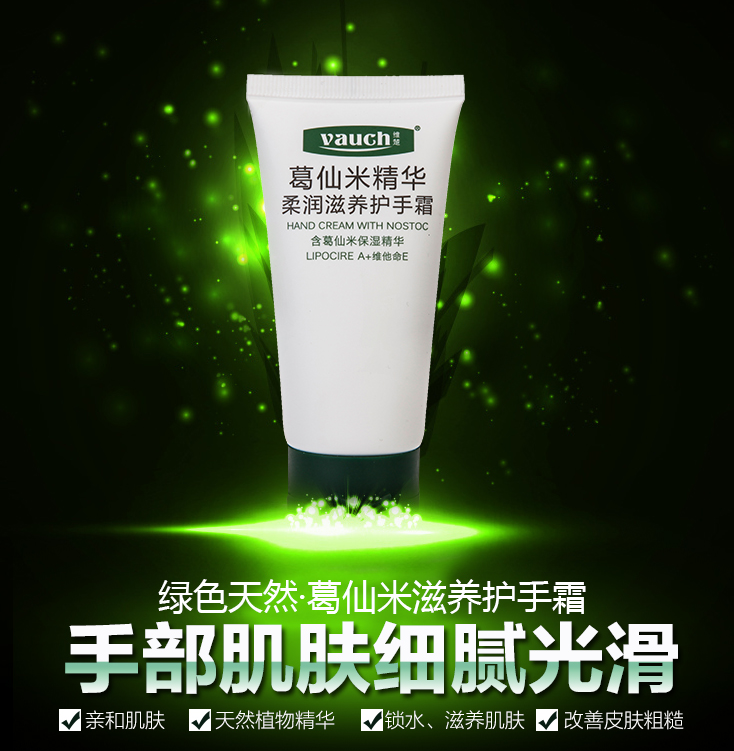 vauch 维楚®
葛仙米精华
柔润滋养护手霜
HAND CREAM WITH NOSTOC
含葛仙米保湿精华
LIPOCIRE A+维他命E
绿色天然·葛仙米滋养护手霜
手部肌肤细腻光滑
亲和肌肤 天然植物精华 锁水、滋养肌肤 改善皮肤粗糙